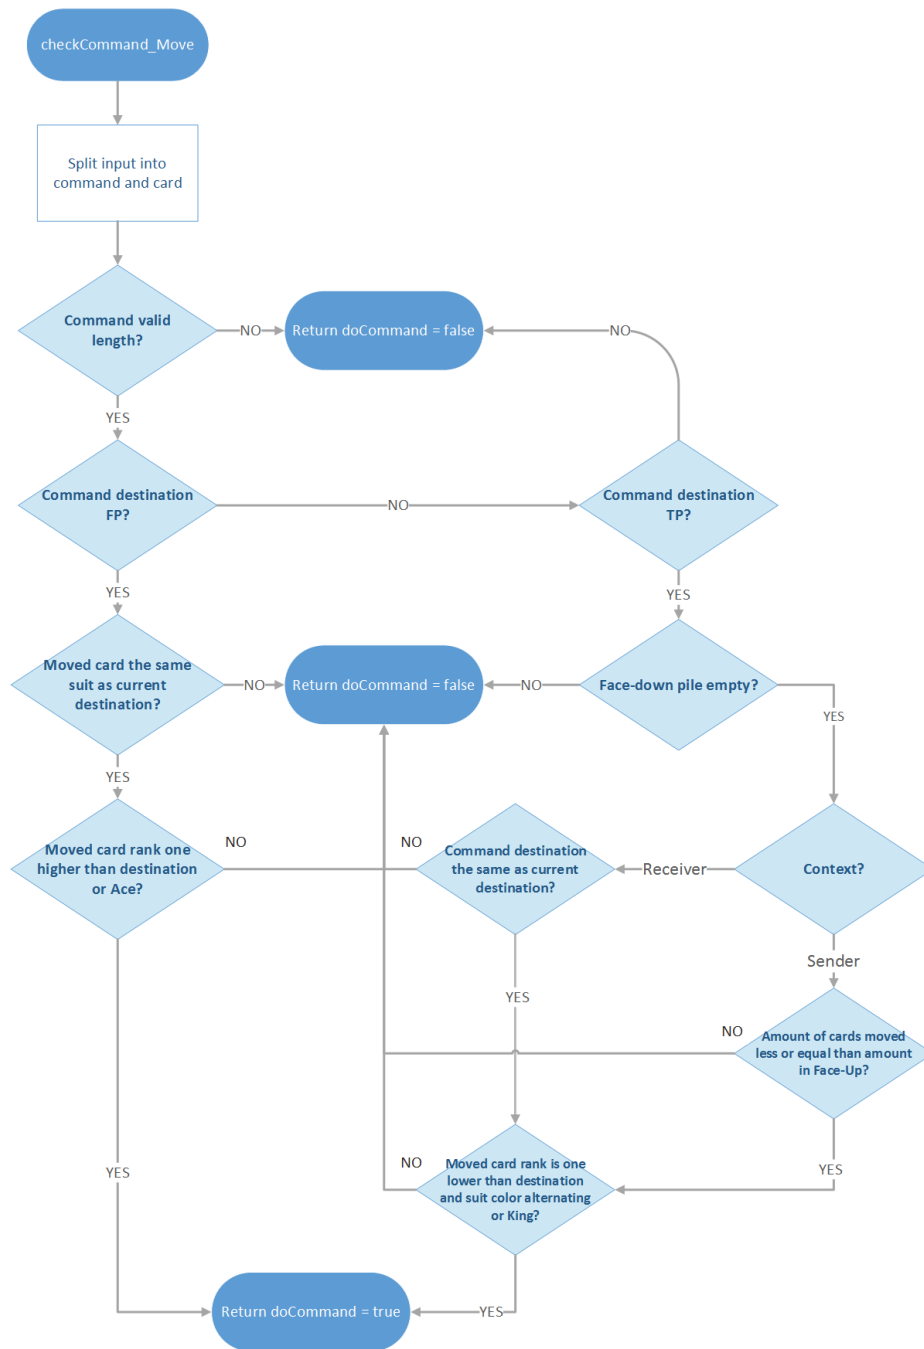 checkCommand_Move
Split input into
command and card
Command valid
length?
NO
Return doCommand = false
NO
YES
Command destination
FP?
NO
Command destination
TP?
YES
YES
Moved card the same
suit as current
destination?
NO
Return doCommand = false
NO
Face-down pile empty?
YES
YES
Moved card rank one
higher than destination
or Ace?
NO
NO
Command destination
the same as current
destination?
Receiver
Context?
Sender
YES
NO
Amount of cards moved
less or equal than amount
in Face-Up?
YES
NO
Moved card rank is one
lower than destination
and suit color alternating
or King?
YES
Return doCommand = true
YES